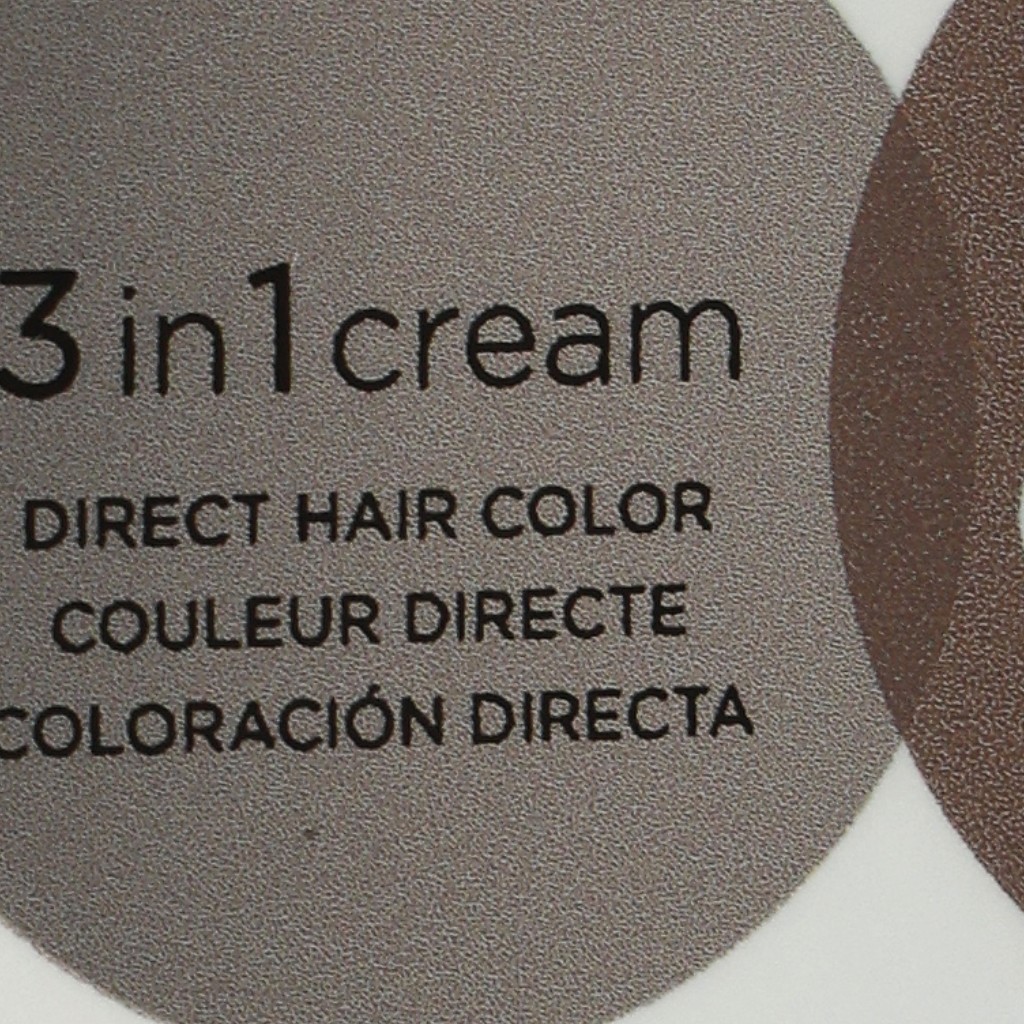 3 in 1 cream
DIRECT HAIR COLOR
COULEUR DIRECTE
COLORACIÓN DIRECTA